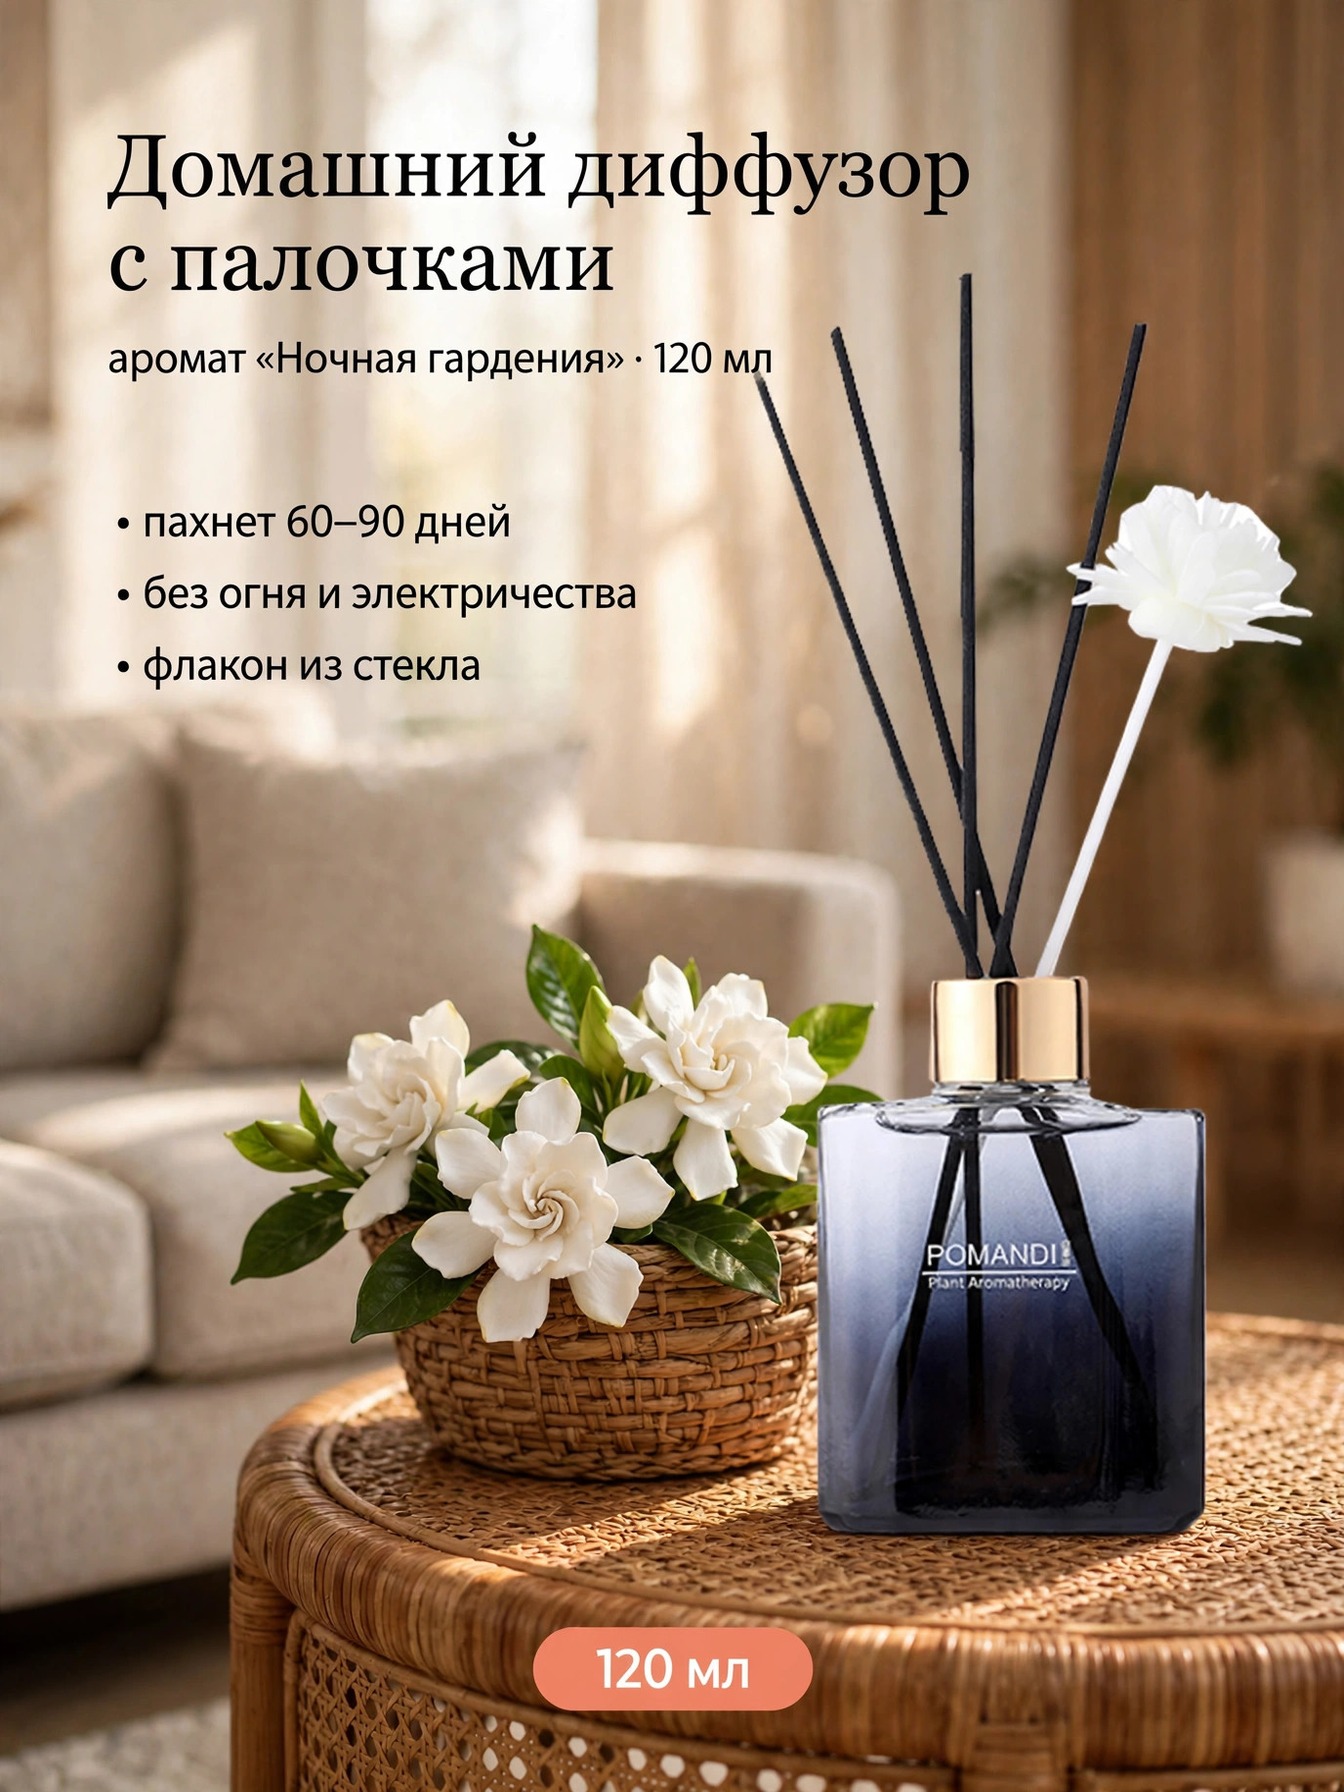 Домашний диффузор
с палочками
аромат «Ночная гардения» · 120 мл
• пахнет 60–90 дней
• без огня и электричества
• флакон из стекла
POMANDI
Plant Aromatherapy
120 мл